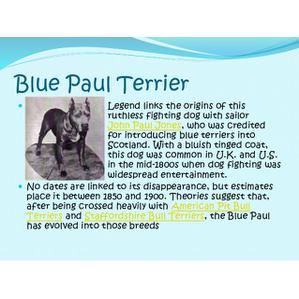 Blue Paul Terrier
Legend links the origins of this
ruthless fighting dog with sailor
John Paul Jones, who was credited
for introducing blue terriers into
Scotland. With a bluish tinged coat,
this dog was common in U.K. and U.S.
in the mid-1800s when dog fighting was
widespread entertainment.
No dates are linked to its disappearance, but estimates
place it between 1850 and 1900. Theories suggest that,
after being crossed heavily with American Pit Bull
Terriers and Staffordshire Bull Terriers, the Blue Paul
has evolved into those breeds